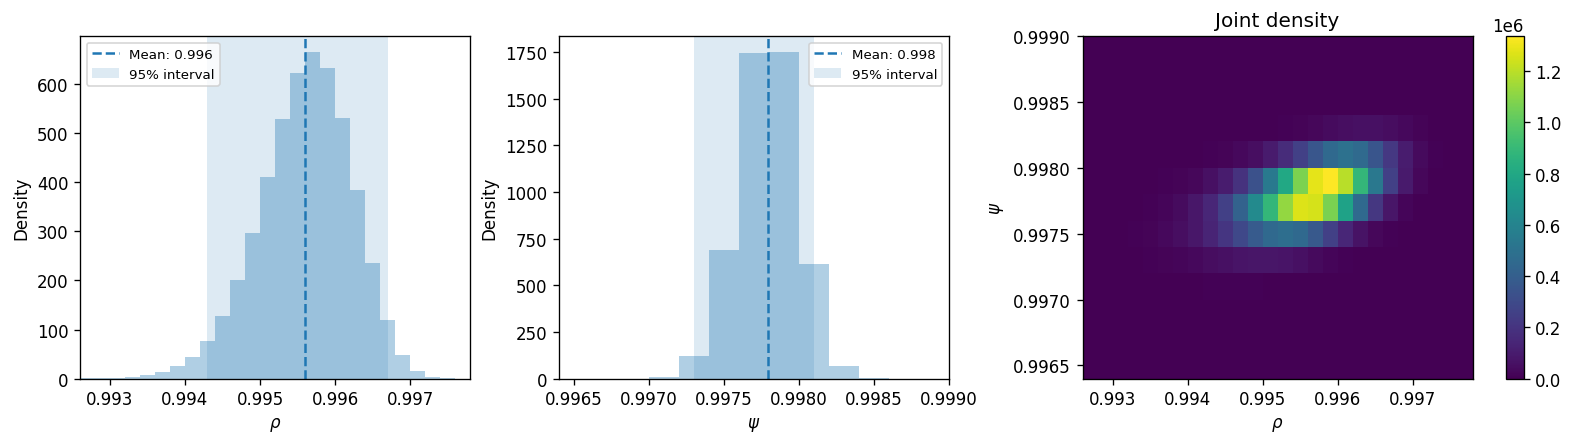 Mean: 0.996
95% interval
Density
600
500
400
300
200
100
0
0.993 0.994 0.995 0.996 0.997
ρ
Mean: 0.998
95% interval
Density
1750
1500
1250
1000
750
500
250
0
0.9965 0.9970 0.9975 0.9980 0.9985 0.9990
ψ
Joint density
ψ
0.9990
0.9985
0.9980
0.9975
0.9970
0.9965
0.993 0.994 0.995 0.996 0.997
ρ
1e6
1.2
1.0
0.8
0.6
0.4
0.2
0.0